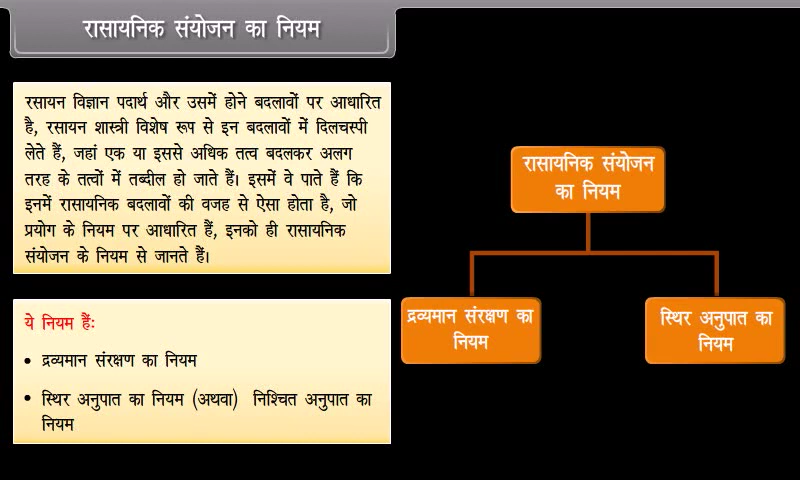 रासायनिक संयोजन का नियम
रसायन विज्ञान पदार्थ और उसमें होने बदलावों पर आधारित
है, रसायन शास्त्री विशेष रूप से इन बदलावों में दिलचस्पी
लेते हैं, जहां एक या इससे अधिक तत्व बदलकर अलग
तरह के तत्वों में तब्दील हो जाते हैं। इसमें वे पाते हैं कि
इनमें रासायनिक बदलावों की वजह से ऐसा होता है, जो
प्रयोग के नियम पर आधारित हैं, इनको ही रासायनिक
संयोजन के नियम से जानते हैं।
ये नियम हैं:
• द्रव्यमान संरक्षण का नियम
• स्थिर अनुपात का नियम (अथवा) निश्चित अनुपात का
नियम
रासायनिक संयोजन
का नियम
द्रव्यमान संरक्षण का
नियम
स्थिर अनुपात का
नियम